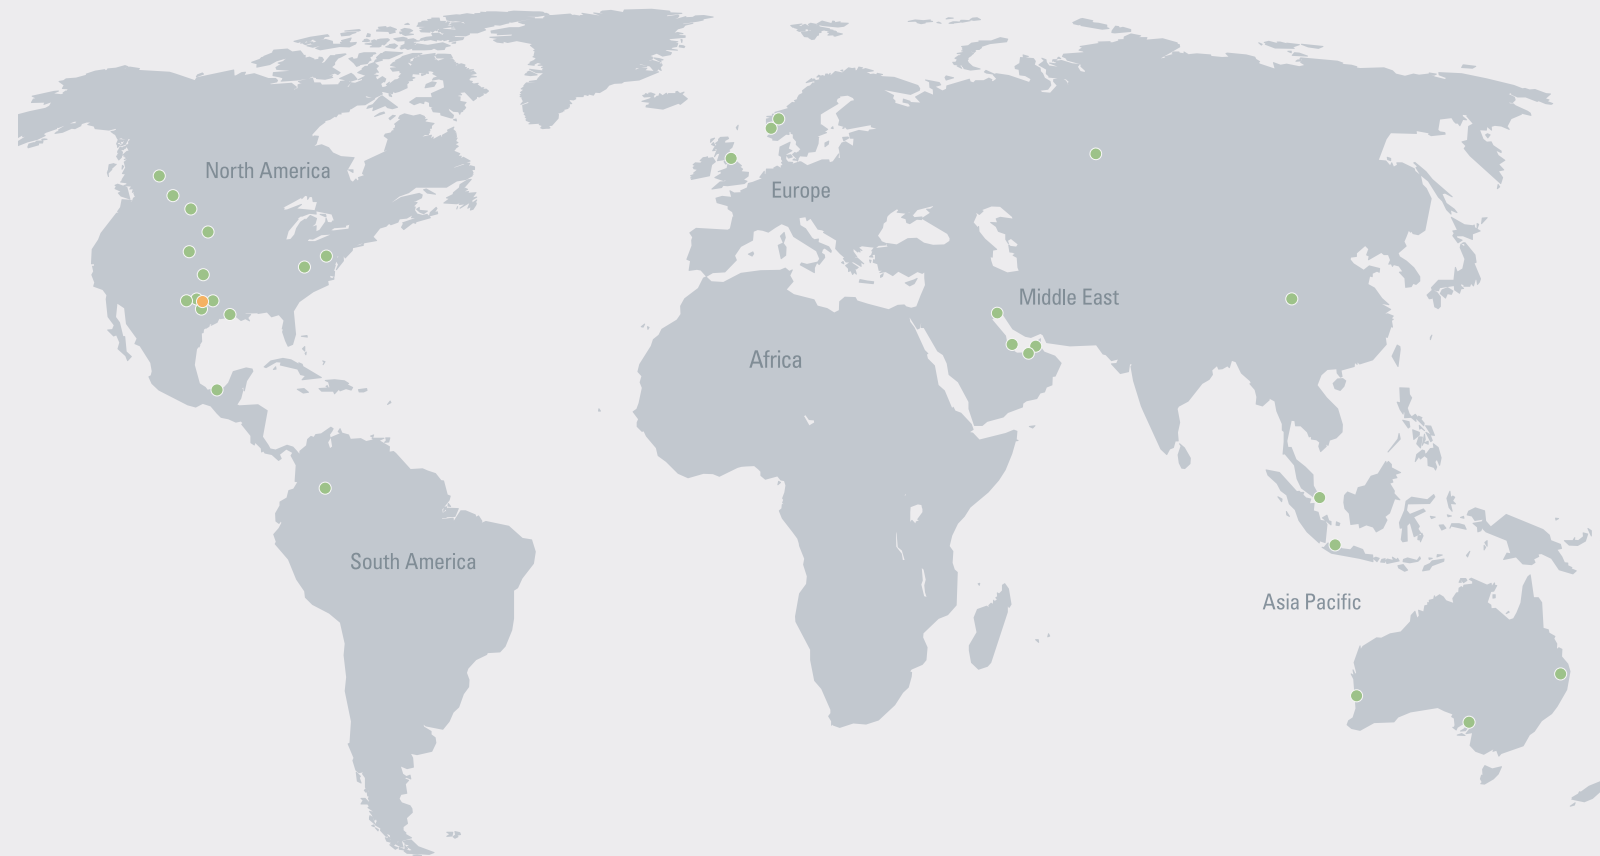 North America
Europe
Middle East
Africa
South America
Asia Pacific